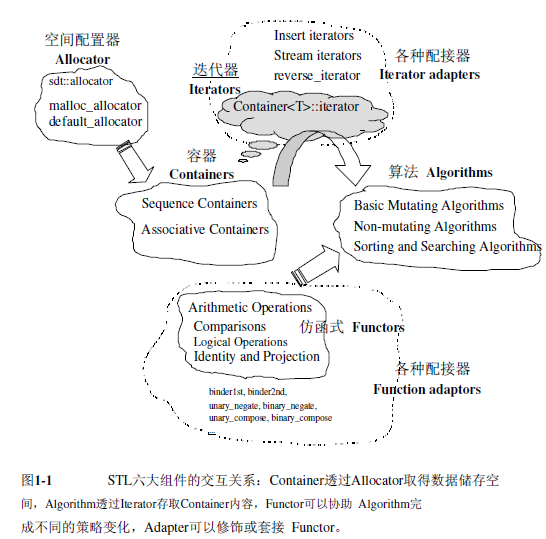 空间配置器
Allocator
sdt::allocator
malloc_allocator
default_allocator
迭代器
Iterators
Insert iterators
Stream iterators
reverse_iterator
各种配接器
Iterator adapters
Container<T>::iterator
容器
Containers
Sequence Containers
Associative Containers
算法 Algorithms
Basic Mutating Algorithms
Non-mutating Algorithms
Sorting and Searching Algorithms
Arithmetic Operations
Comparisons
Logical Operations
Identity and Projection
仿函式 Functors
各种配接器
Function adaptors
binder1st, binder2nd,
unary_negate, binary_negate,
unary_compose, binary_compose
...
图1-1 STL六大组件的交互关系：Container透过Allocator取得数据储存空
间，Algorithm透过Iterator存取Container内容，Functor可以协助 Algorithm完
成不同的策略变化，Adapter可以修饰或套接 Functor。